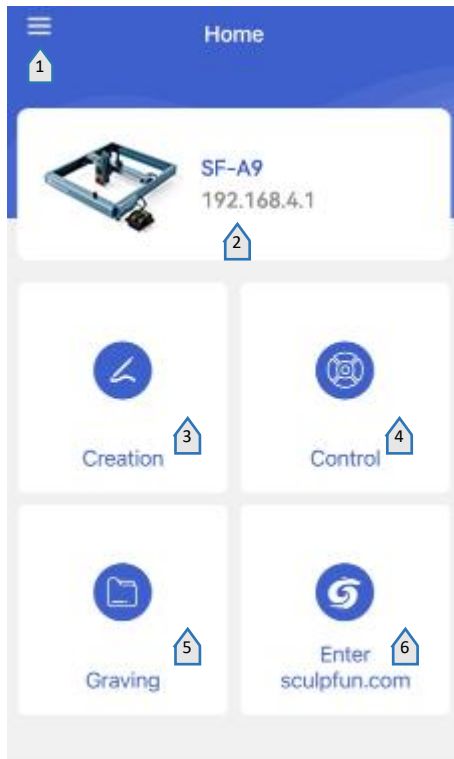 Home
1
SF-A9
192.168.4.1
2
Creation
3
Control
4
Graving
5
Enter
sculpfun.com
6